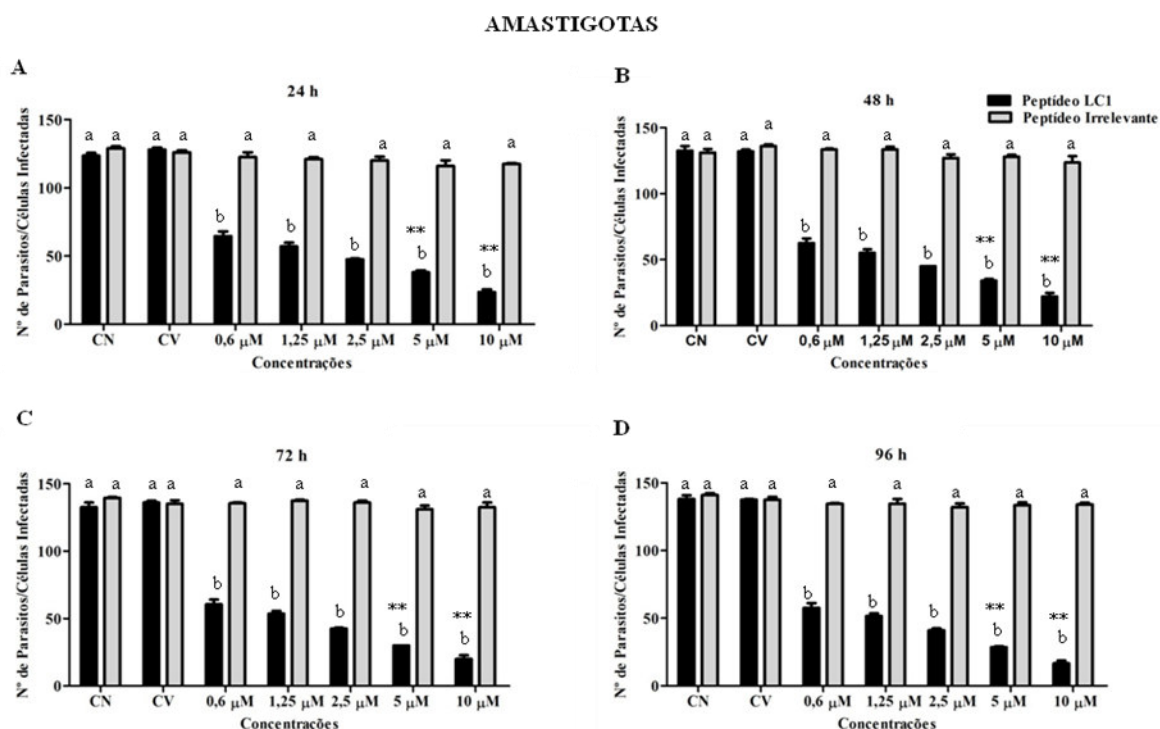 AMASTIGOTAS
A
24 h
Nº de Parasitos/Células Infectadas
150
100
50
0
a a a a a a a a a
b b b ** b ** b
CN CV 0,6 µM 1,25 µM 2,5 µM 5 µM 10 µM
Concentrações
B
48 h
Peptídeo LC1
Peptídeo Irrelevante
Nº de Parasitos/Células Infectadas
150
100
50
0
a a a a a a a a a
b b b ** b ** b
CN CV 0,6 µM 1,25 µM 2,5 µM 5 µM 10 µM
Concentrações
C
72 h
Nº de Parasitos/Células Infectadas
150
100
50
0
a a a a a a a a a
b b b ** b ** b
CN CV 0,6 µM 1,25 µM 2,5 µM 5 µM 10 µM
Concentrações
D
96 h
Nº de Parasitos/Células Infectadas
150
100
50
0
a a a a a a a a a
b b b ** b ** b
CN CV 0,6 µM 1,25 µM 2,5 µM 5 µM 10 µM
Concentrações